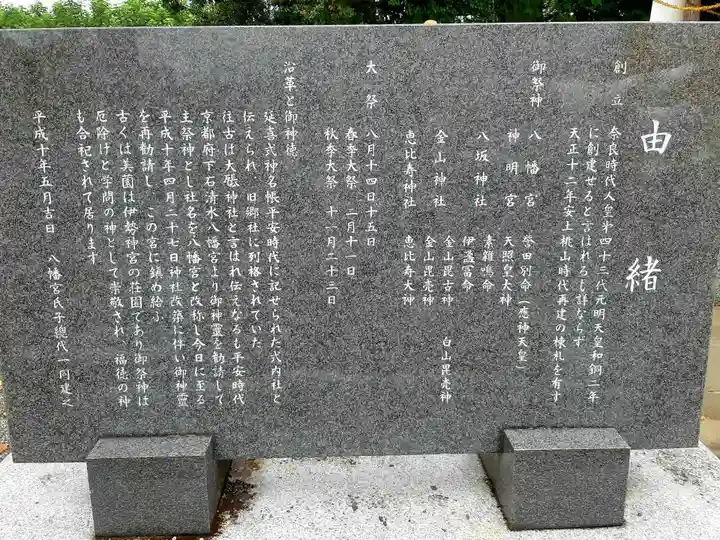 由緒
創立
奈良時代人皇第四十三代元明天皇和銅二年
に創建せると言はれるも詳ならず
天正十二年安土桃山時代再建の棟札を有す
御祭神
八幡宮 誉田別命(應神天皇)
神明宮 天照皇大神
八坂神社 素雜鳴命
伊弉冨命
金山神社 金山毘古神 白山毘売神
金山毘売神
恵比寿神社 恵比寿大神
大祭 八月十四日十五日
春季大祭 二月十一日
秋季大祭 十一月二十三日
沿革と御神徳
延喜式神名帳平安時代に記せられた式内社と
伝えられ、旧郷社に列格されていた
往古は大㼭神社と言はれ伝えなるも平安時代
京都府下石清水八幡宮より御神霊を勧請して
主祭神とし社名を八幡宮と改称し今日に至る
平成十年四月二十七日神社改築に伴い御神霊
を再勧請し、この宮に鎮め給ふ
古くは美薗は伊勢神宮の荘園であり御祭神は
厄除けと学問の神として崇敬され、福徳の神
も合祀されて居ります
平成十年五月吉日 八幡宮氏子總代一同建之